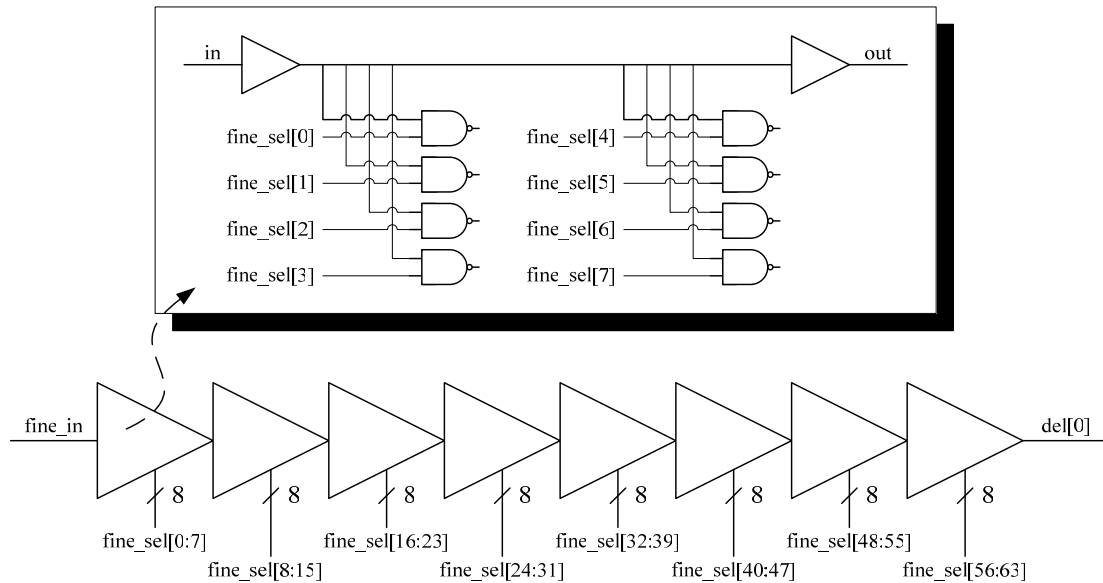 in
out
fine_sel[0]
fine_sel[4]
fine_sel[1]
fine_sel[5]
fine_sel[2]
fine_sel[6]
fine_sel[3]
fine_sel[7]
fine_in
del[0]
8
8
8
8
8
8
8
8
fine_sel[0:7]
fine_sel[16:23]
fine_sel[32:39]
fine_sel[48:55]
fine_sel[8:15]
fine_sel[24:31]
fine_sel[40:47]
fine_sel[56:63]